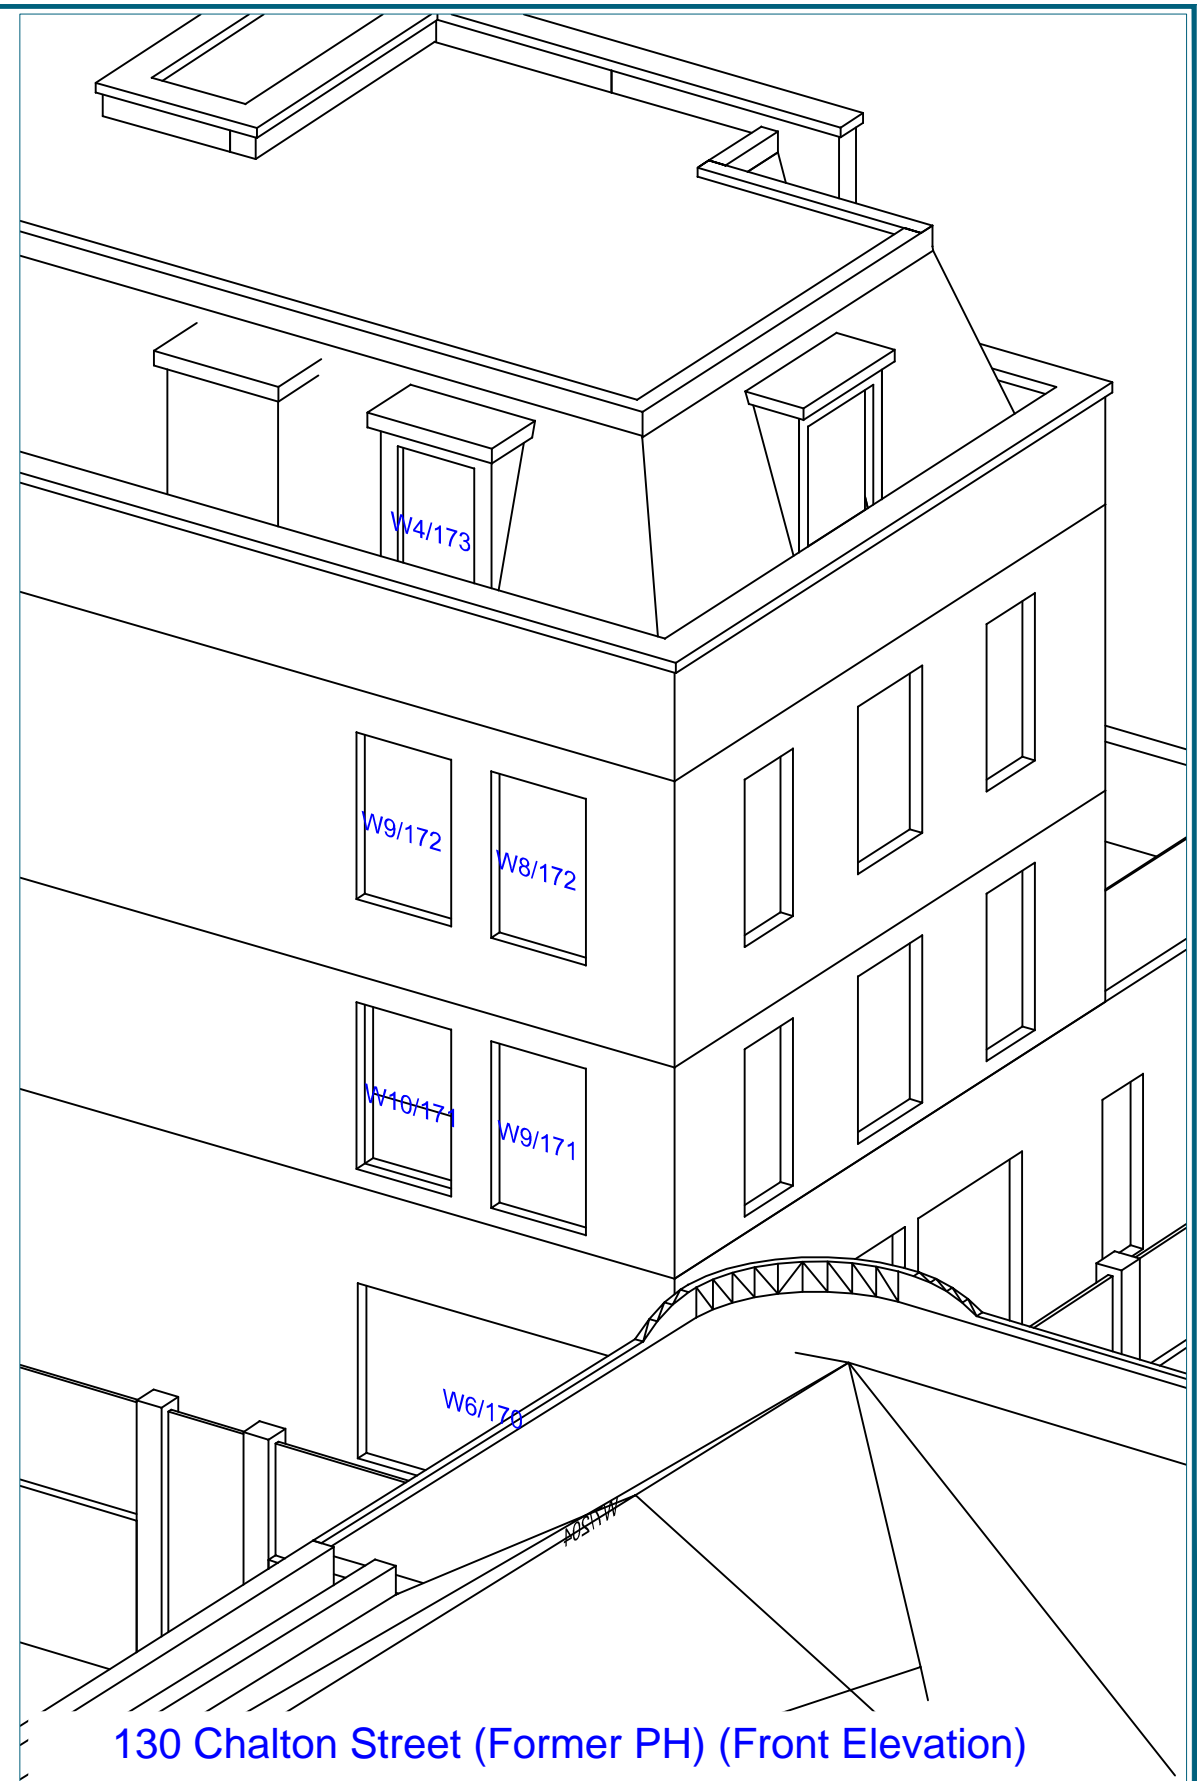 W4/173
W9/172
W8/172
W10/171
W9/171
W6/170
130 Chalton Street (Former PH) (Front Elevation)